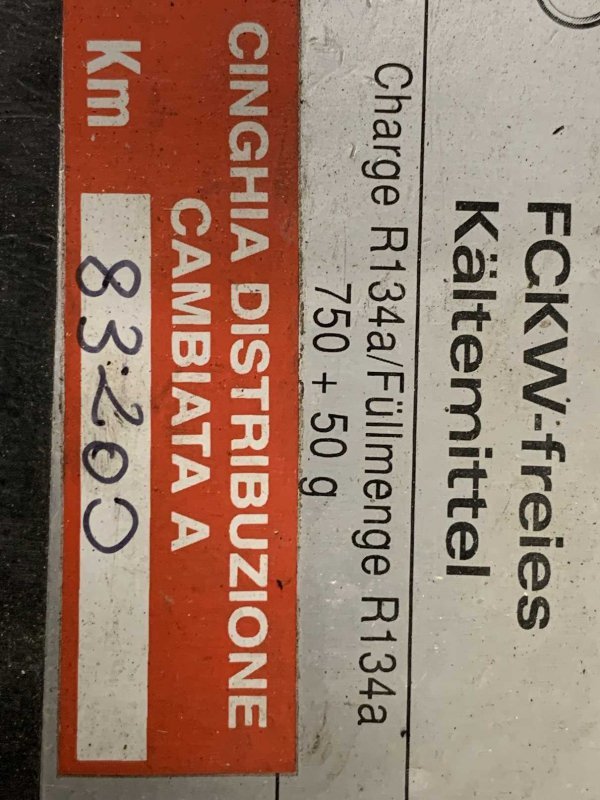 FCKW-freies
Kältemittel
Charge R134a/Füllmenge R134a
750 + 50 g
CINGHIA DISTRIBUZIONE
CAMBIATA A
Km 83200